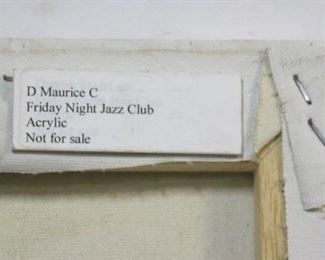 D Maurice C
Friday Night Jazz Club
Acrylic
Not for sale